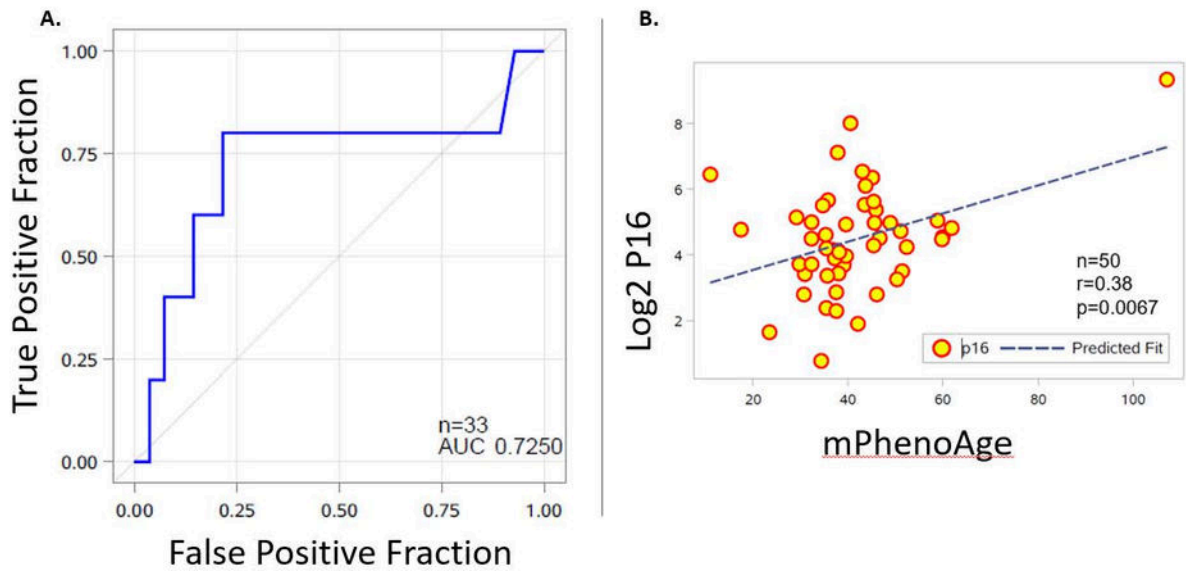 A.
True Positive Fraction
1.00
0.75
0.50
0.25
0.00
n=33
AUC 0.7250
0.00 0.25 0.50 0.75 1.00
False Positive Fraction
B.
Log2 P16
8
6
4
2
n=50
r=0.38
p=0.0067
p16 Predicted Fit
20 40 60 80 100
mPhenoAge